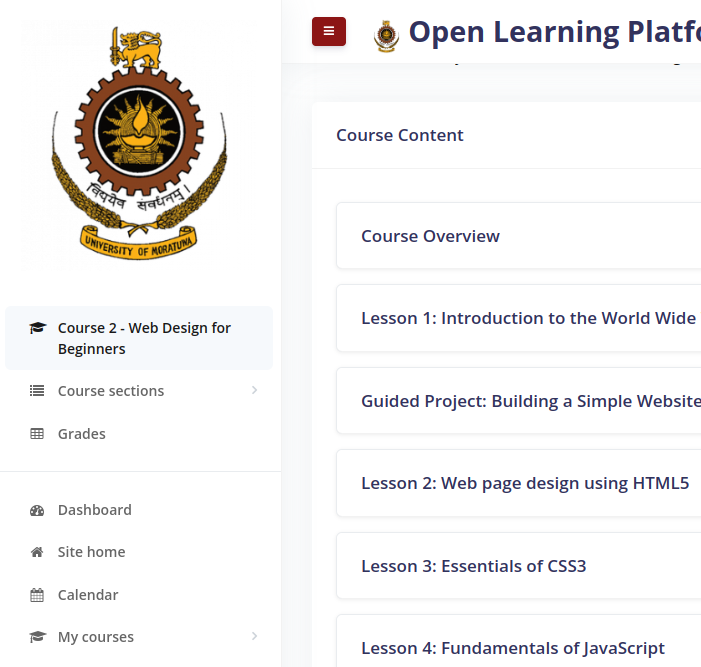 विद्ययैव सर्वधनम् ।
UNIVERSITY OF MORATUWA
Course 2 - Web Design for
Beginners
Course sections
Grades
Dashboard
Site home
Calendar
My courses
Open Learning Platfo
Course Content
Course Overview
Lesson 1: Introduction to the World Wide
Guided Project: Building a Simple Website
Lesson 2: Web page design using HTML5
Lesson 3: Essentials of CSS3
Lesson 4: Fundamentals of JavaScript